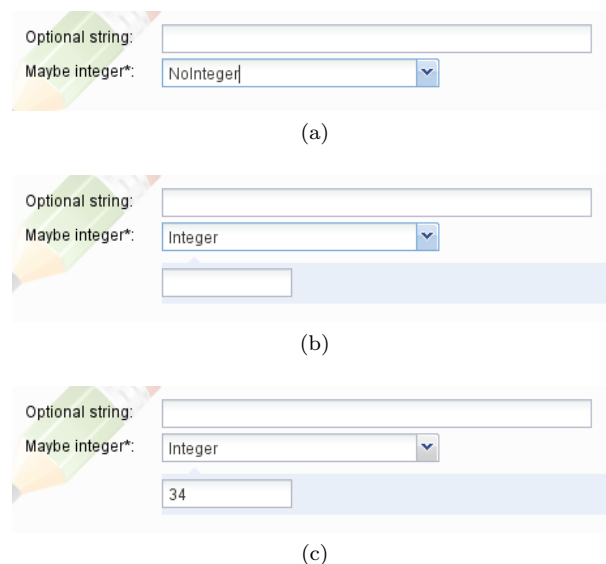 Optional string:
Maybe integer*: NoInteger
(a)
Optional string:
Maybe integer*: Integer
(b)
Optional string:
Maybe integer*: Integer
34
(c)